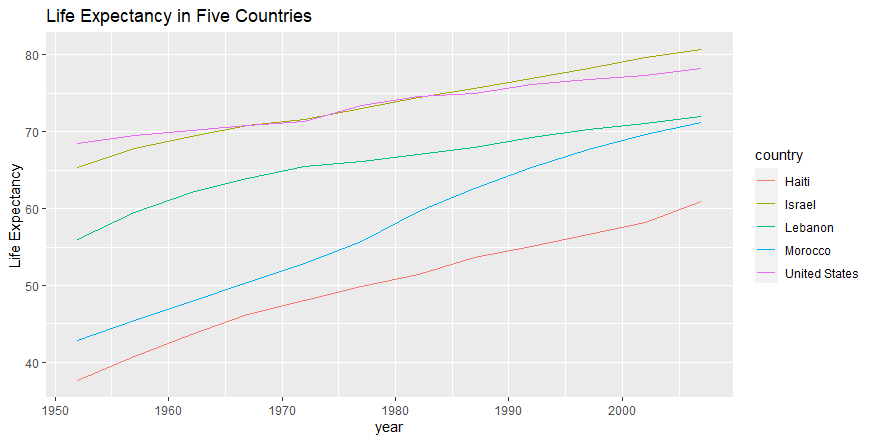 Life Expectancy in Five Countries
80
70
60
50
40
Life Expectancy
1950 1960 1970 1980 1990 2000
year
country
Haiti
Israel
Lebanon
Morocco
United States